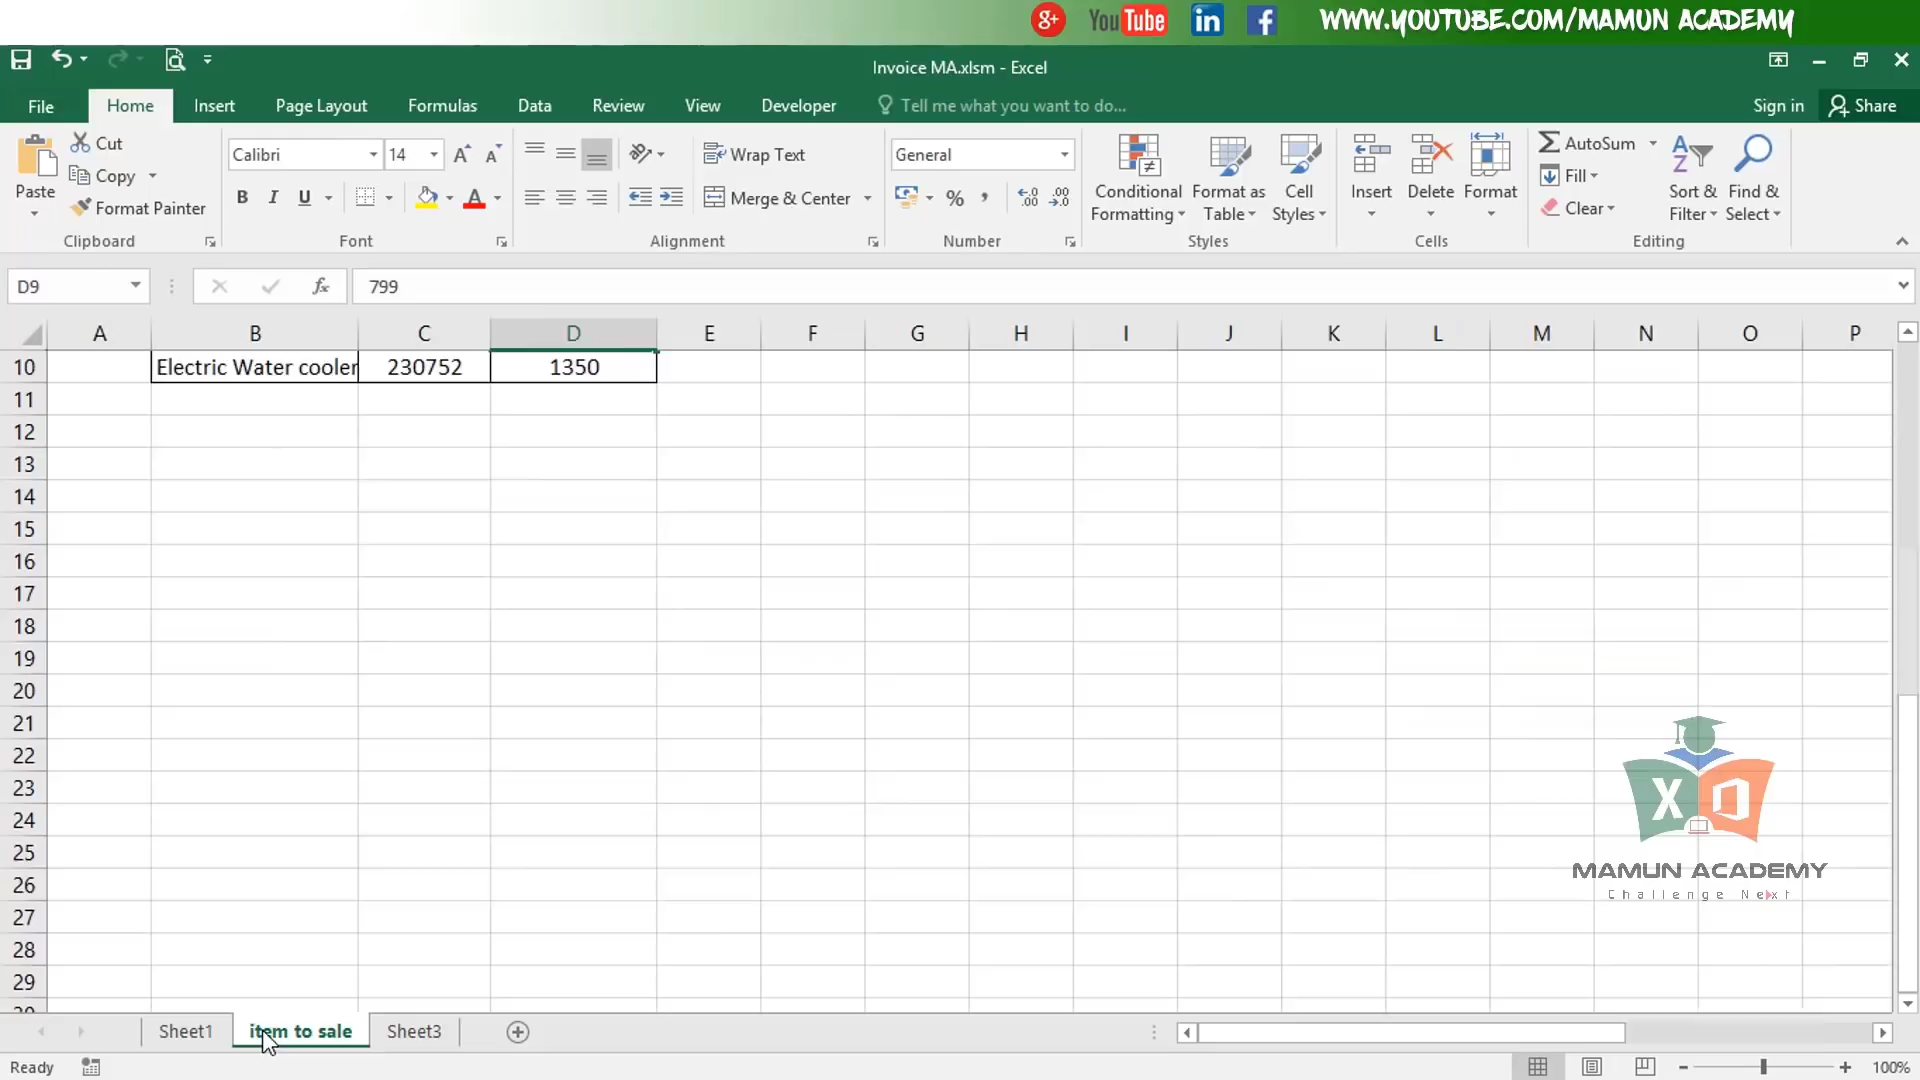 g+ YouTube in f WWW.YOUTUBE.COM/MAMUN ACADEMY
Invoice MA.xlsm - Excel
File Home Insert Page Layout Formulas Data Review View Developer Tell me what you want to do... Sign in Share
Paste
Cut
Copy
Format Painter
Clipboard
Calibri 14
B I U
Font
Wrap Text
Merge & Center
Alignment
General
%
Number
Conditional Formatting
Format as Table
Cell Styles
Styles
Insert Delete Format
Cells
AutoSum
Fill
Clear
Sort & Filter
Find & Select
Editing
D9 fx 799
A B C D E F G H I J K L M N O P
10 Electric Water cooler 230752 1350
11
12
13
14
15
16
17
18
19
20
21
22
23
24
25
26
27
28
29
MAMUN ACADEMY
Challenge Next
Sheet1 item to sale Sheet3
Ready 100%